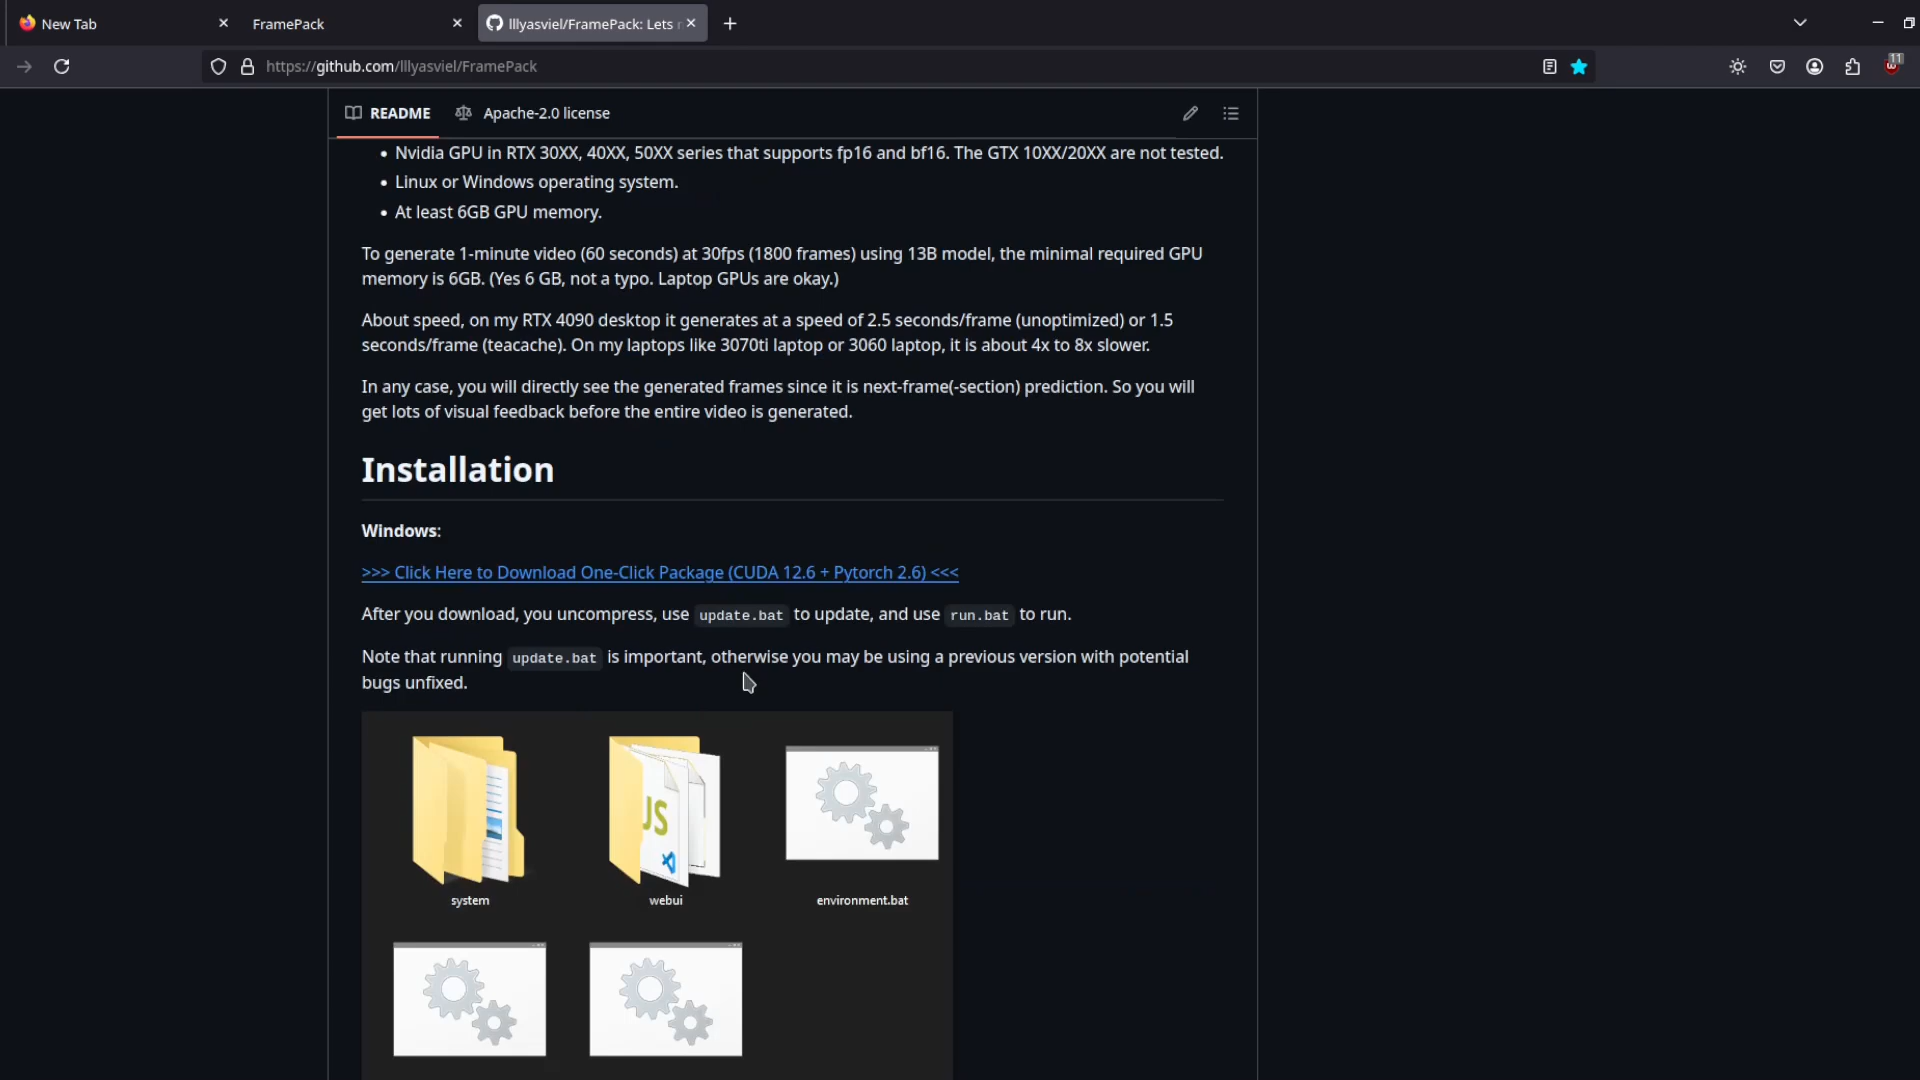 New Tab
FramePack
lllyasviel/FramePack: Lets
https://github.com/lllyasviel/FramePack
11
README
Apache-2.0 license
• Nvidia GPU in RTX 30XX, 40XX, 50XX series that supports fp16 and bf16. The GTX 10XX/20XX are not tested.
• Linux or Windows operating system.
• At least 6GB GPU memory.
To generate 1-minute video (60 seconds) at 30fps (1800 frames) using 13B model, the minimal required GPU
memory is 6GB. (Yes 6 GB, not a typo. Laptop GPUs are okay.)
About speed, on my RTX 4090 desktop it generates at a speed of 2.5 seconds/frame (unoptimized) or 1.5
seconds/frame (teacache). On my laptops like 3070ti laptop or 3060 laptop, it is about 4x to 8x slower.
In any case, you will directly see the generated frames since it is next-frame(-section) prediction. So you will
get lots of visual feedback before the entire video is generated.
Installation
Windows:
>>> Click Here to Download One-Click Package (CUDA 12.6 + Pytorch 2.6) <<<
After you download, you uncompress, use update.bat to update, and use run.bat to run.
Note that running update.bat is important, otherwise you may be using a previous version with potential
bugs unfixed.
JS
system
webui
environment.bat